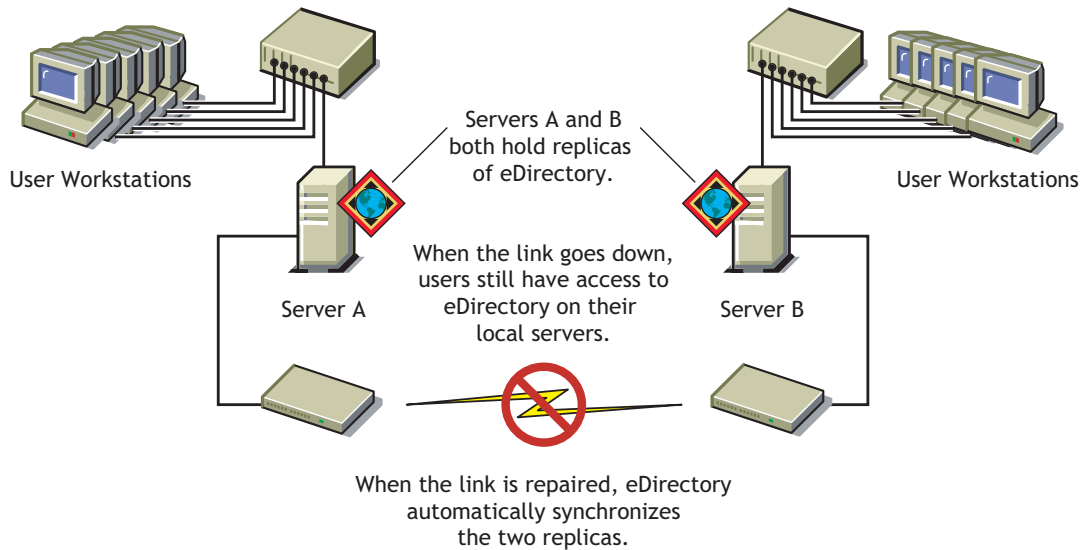 Servers A and B
both hold replicas
of eDirectory.
User Workstations
User Workstations
When the link goes down,
users still have access to
eDirectory on their
local servers.
Server A
Server B
When the link is repaired, eDirectory
automatically synchronizes
the two replicas.